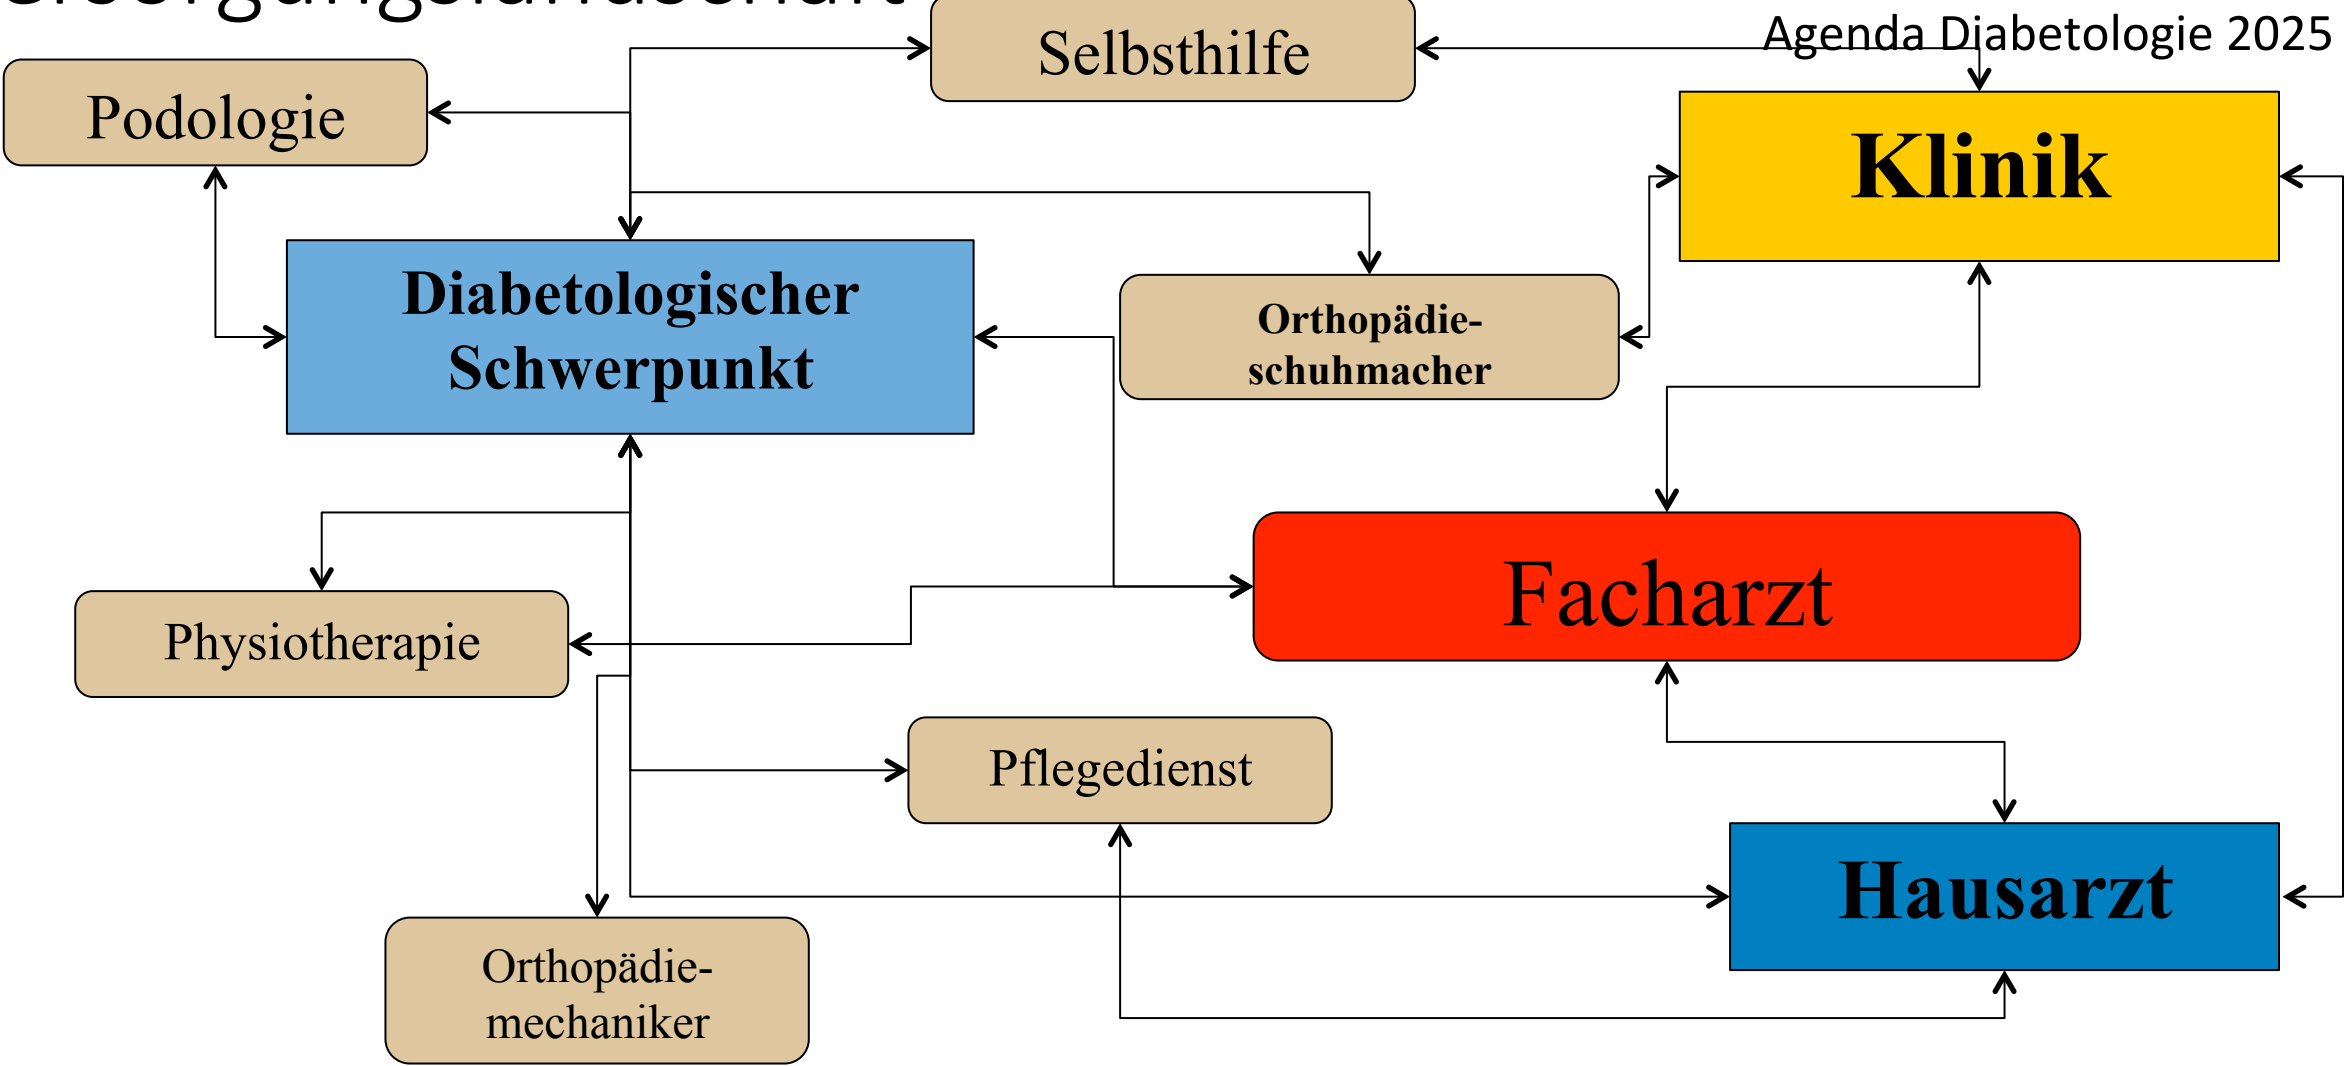 Agenda Diabetologie 2025
Selbsthilfe
Podologie
Klinik
Diabetologischer
Schwerpunkt
Orthopädie-
schuhmacher
Facharzt
Physiotherapie
Pflegedienst
Hausarzt
Orthopädie-
mechaniker